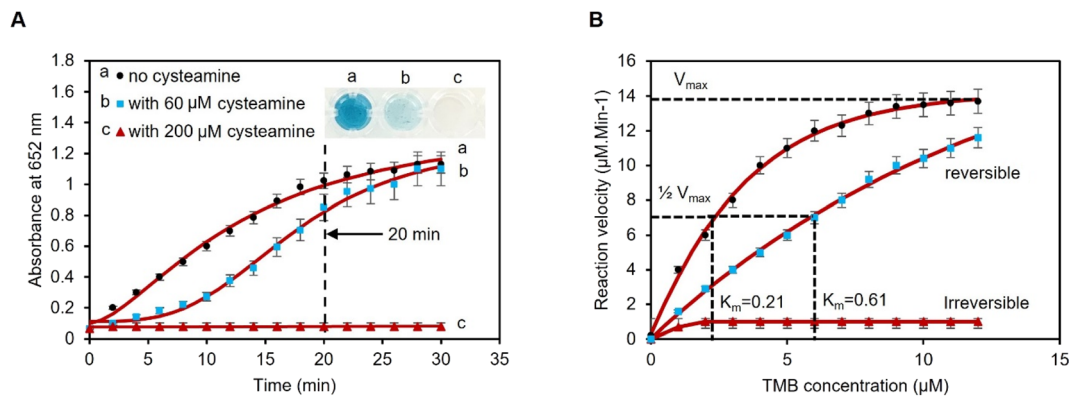 A
Absorbance at 652 nm
1.8
1.6
1.4
1.2
1
0.8
0.6
0.4
0.2
0
a no cysteamine
b with 60 µM cysteamine
c with 200 µM cysteamine
a b c
a
b
20 min
c
0 5 10 15 20 25 30 35
Time (min)
B
Reaction velocity (µM.Min-1)
16
14
12
10
8
6
4
2
0
Vmax
½ Vmax
reversible
Km=0.21
Km=0.61
Irreversible
0 5 10 15
TMB concentration (µM)